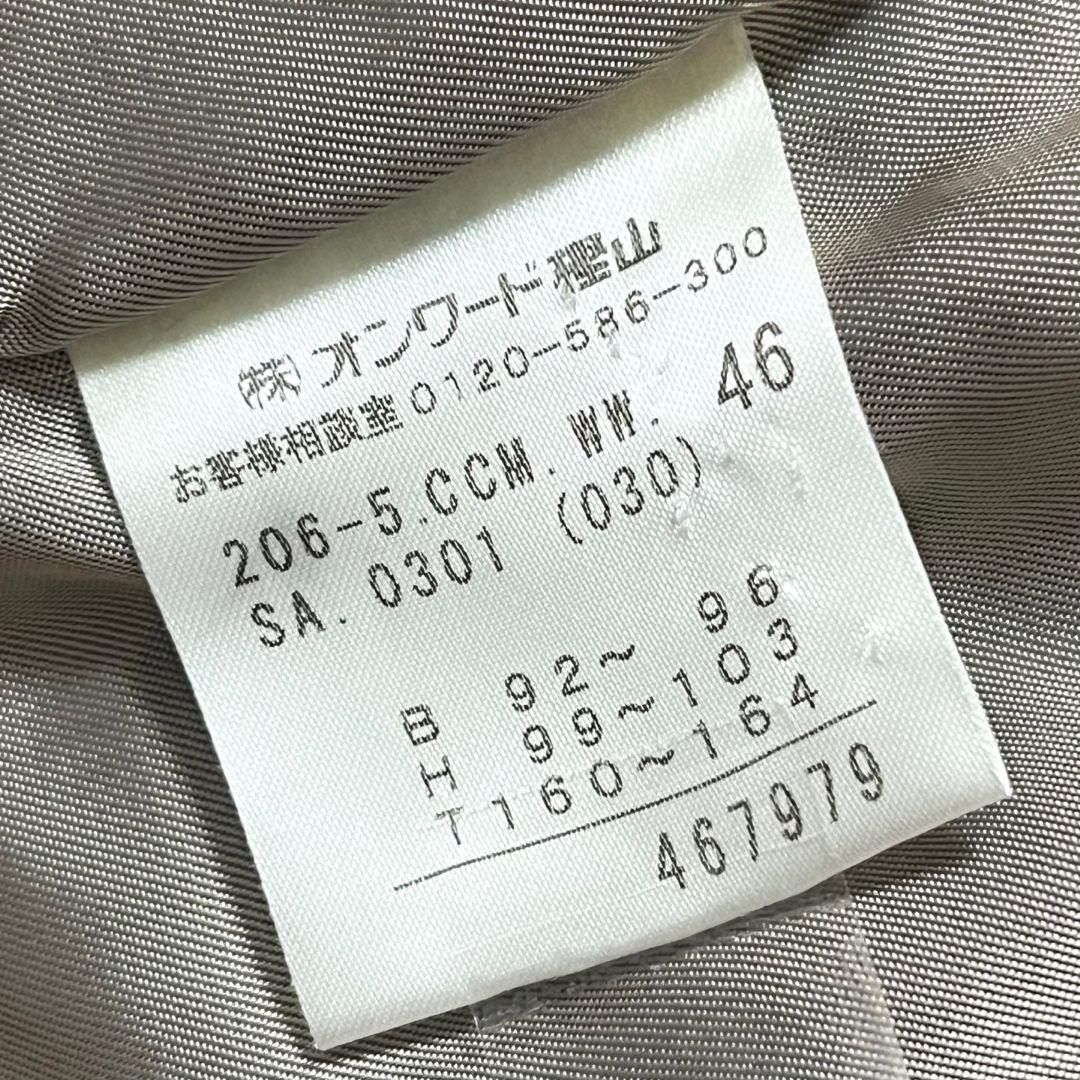 (株)オンワード樫山
お客様相談室 0120-586-300
206-5.CCM.WW. 46
SA. 0301 (030)
B 92~ 96
H 99~103
T160~164
467979